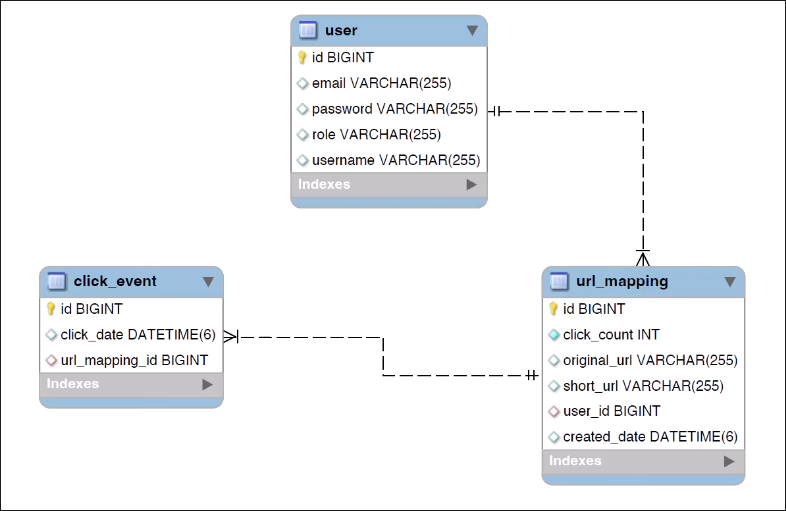 user
id BIGINT
email VARCHAR(255)
password VARCHAR(255)
role VARCHAR(255)
username VARCHAR(255)
Indexes
click_event
id BIGINT
click_date DATETIME(6)
url_mapping_id BIGINT
Indexes
url_mapping
id BIGINT
click_count INT
original_url VARCHAR(255)
short_url VARCHAR(255)
user_id BIGINT
created_date DATETIME(6)
Indexes